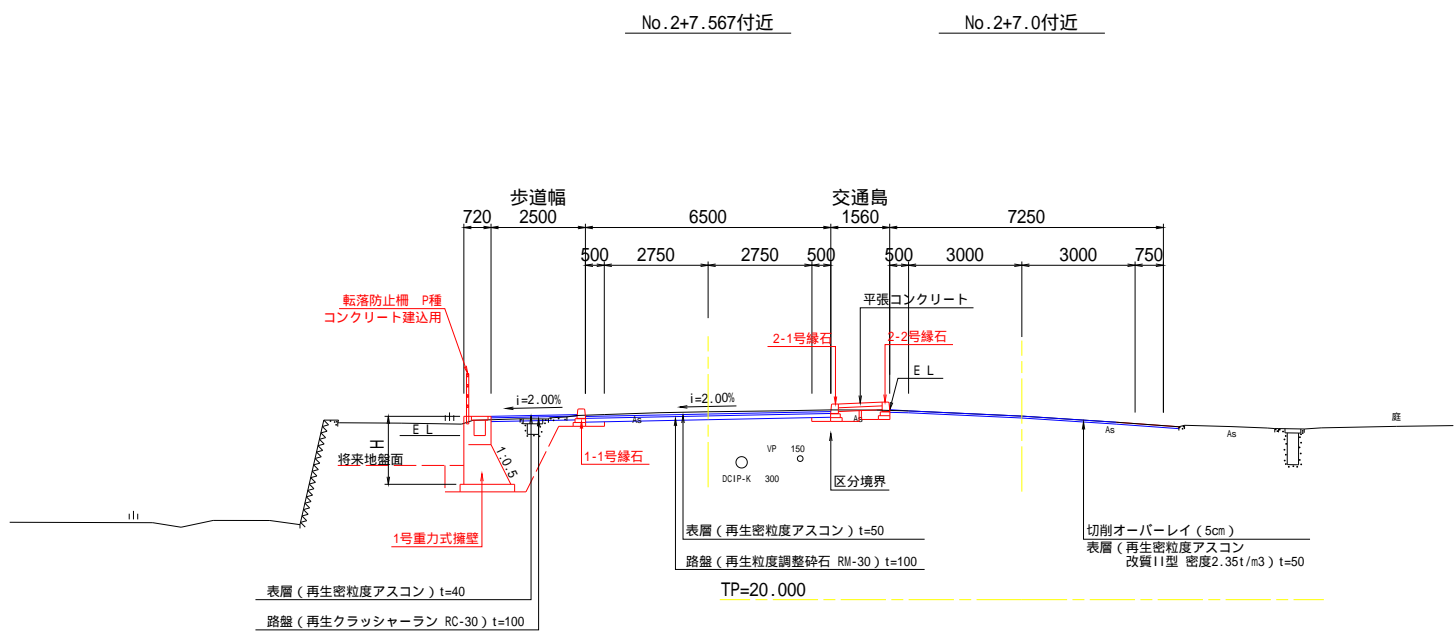 No.2+7.567付近
No.2+7.0付近
歩道幅
交通島
720
2500
6500
1560
7250
500
2750
2750
500
500
3000
3000
750
転落防止柵 P種
コンクリート建込用
平張コンクリート
2-1号縁石
2-2号縁石
EL
i=2.00%
i=2.00%
As
As
As
As
庭
EL
H
将来地盤面
1:0.5
1-1号縁石
VP 150
DCIP-K 300
区分境界
1号重力式擁壁
表層(再生密粒度アスコン)t=50
切削オーバーレイ(5cm)
表層(再生密粒度アスコン
改質II型 密度2.35t/m3)t=50
路盤(再生粒度調整砕石 RM-30)t=100
表層(再生密粒度アスコン)t=40
TP=20.000
路盤(再生クラッシャーラン RC-30)t=100